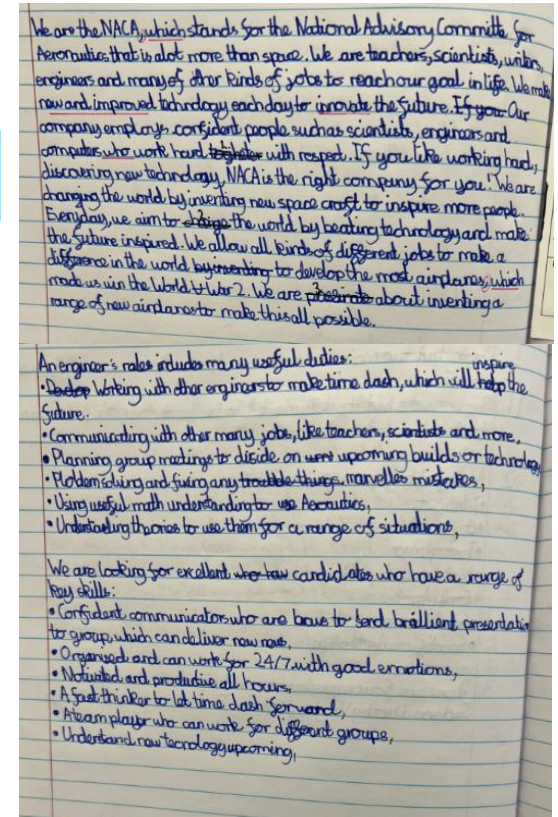 We are the NACA, which stands for the National Advisory Committe for
Aeronautics that is alot more than space. We are teachers, scientists, writers,
engineers and many of other kinds of jobs to reach our goal in life. We make
new and improved technology each day to innovate the future. If you Our
company employs confident people such as scientists, engineers and
computers who work hard together with respect. If you like working hard,
discovering new technology, NACA is the right company for you! We are
changing the world by inventing new space craft to inspire more people.
Everyday, we aim to change the world by beating technology and make
the future inspired. We allow all kinds of different jobs to make a
difference in the world by inventing to develop the most airplanes, which
made us win the World War 2. We are about inventing a
range of new airplanes to make this all possible.
An engineer's roles includes many useful duties:
inspire
• Develop Working with other engineers to make time dash, which will help the
future.
• Communicating with other many jobs, like teachers, scientists and more,
• Planning group meetings to diside on upcoming builds or technology,
• Problem solving and fixing any trouble things, marvelles mistakes,
• Using useful math understanding to use Aeonautics,
• Understanding theories to use them for a range of situations,
We are looking for excellent who have candidates who have a range of
key skills:
• Confident communicators who are brave to send brillient presentation
to group, which can deliver new news,
• Organised and can work for 24/7 with good emotions,
• Motivated and productive all hours,
• A fast thinker to let time dash forward,
• A team player who can work for different groups,
• Understand new tecnology upcoming,